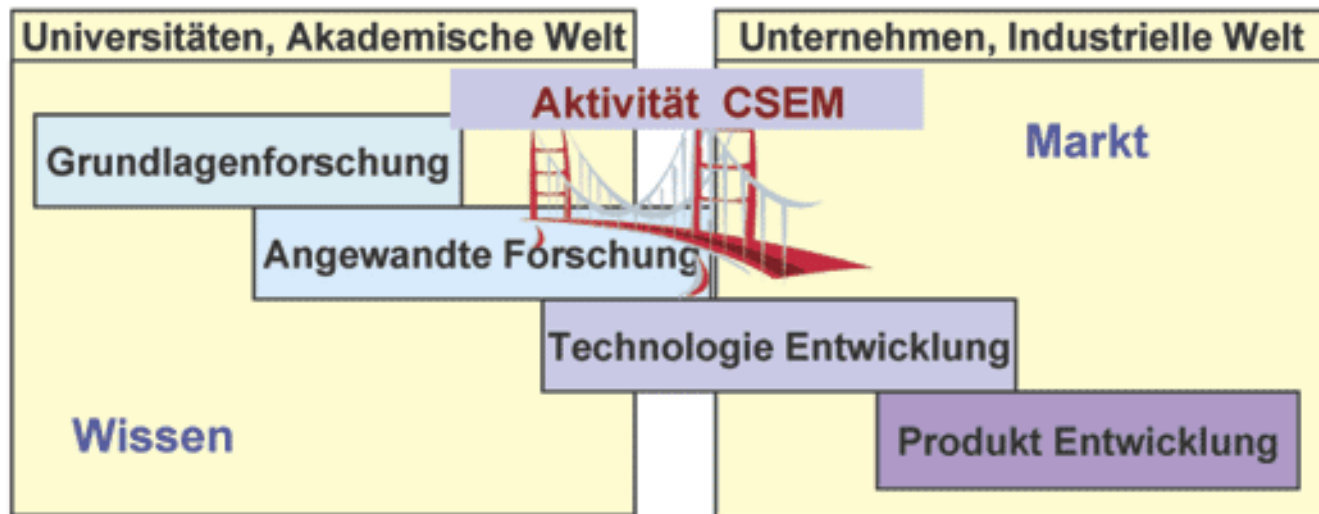 Universitäten, Akademische Welt
Unternehmen, Industrielle Welt
Aktivität CSEM
Markt
Grundlagenforschung
Angewandte Forschung
Technologie Entwicklung
Wissen
Produkt Entwicklung